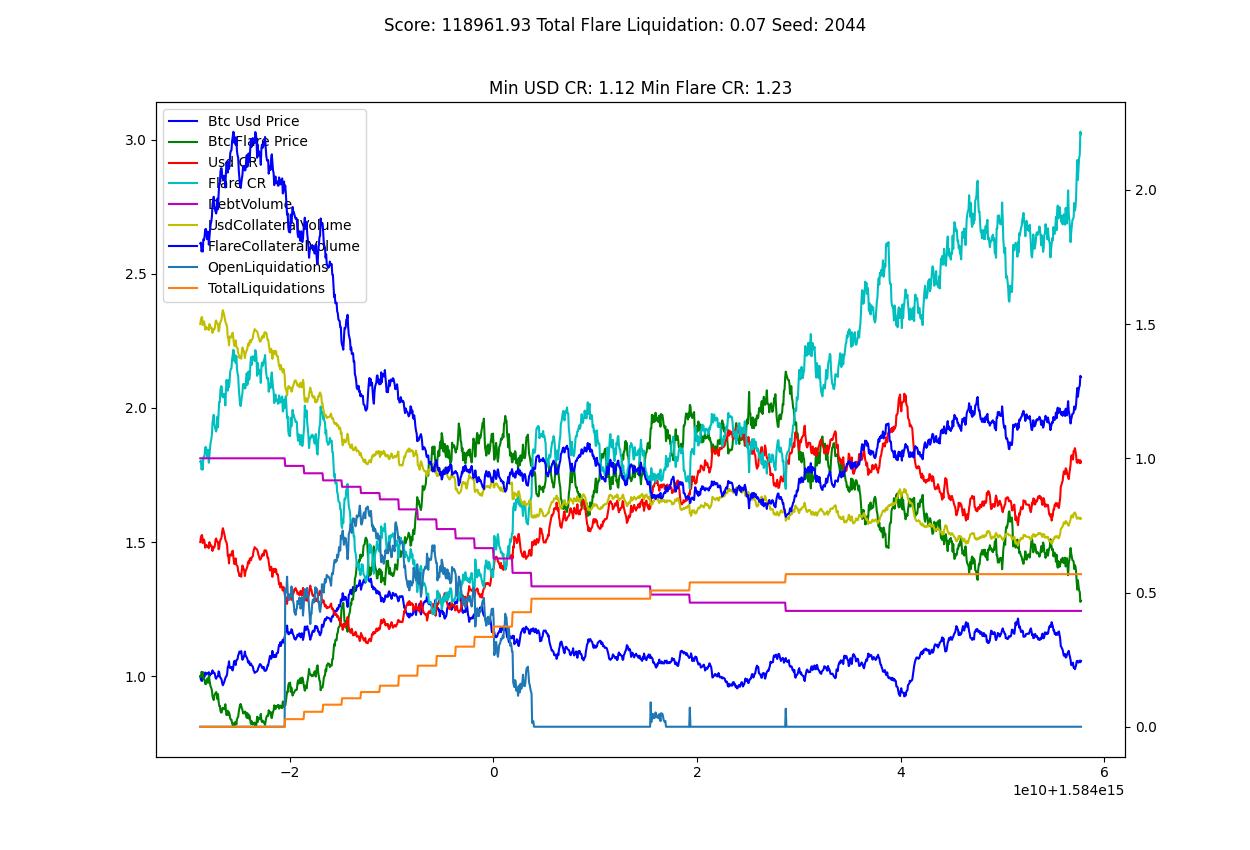 Score: 118961.93 Total Flare Liquidation: 0.07 Seed: 2044
Min USD CR: 1.12 Min Flare CR: 1.23
Btc Usd Price
Btc Flare Price
Usd CR
Flare CR
DebtVolume
UsdCollateralVolume
FlareCollateralVolume
OpenLiquidations
TotalLiquidations
3.0
2.5
2.0
1.5
1.0
2.0
1.5
1.0
0.5
0.0
−2
0
2
4
6
1e10+1.584e15